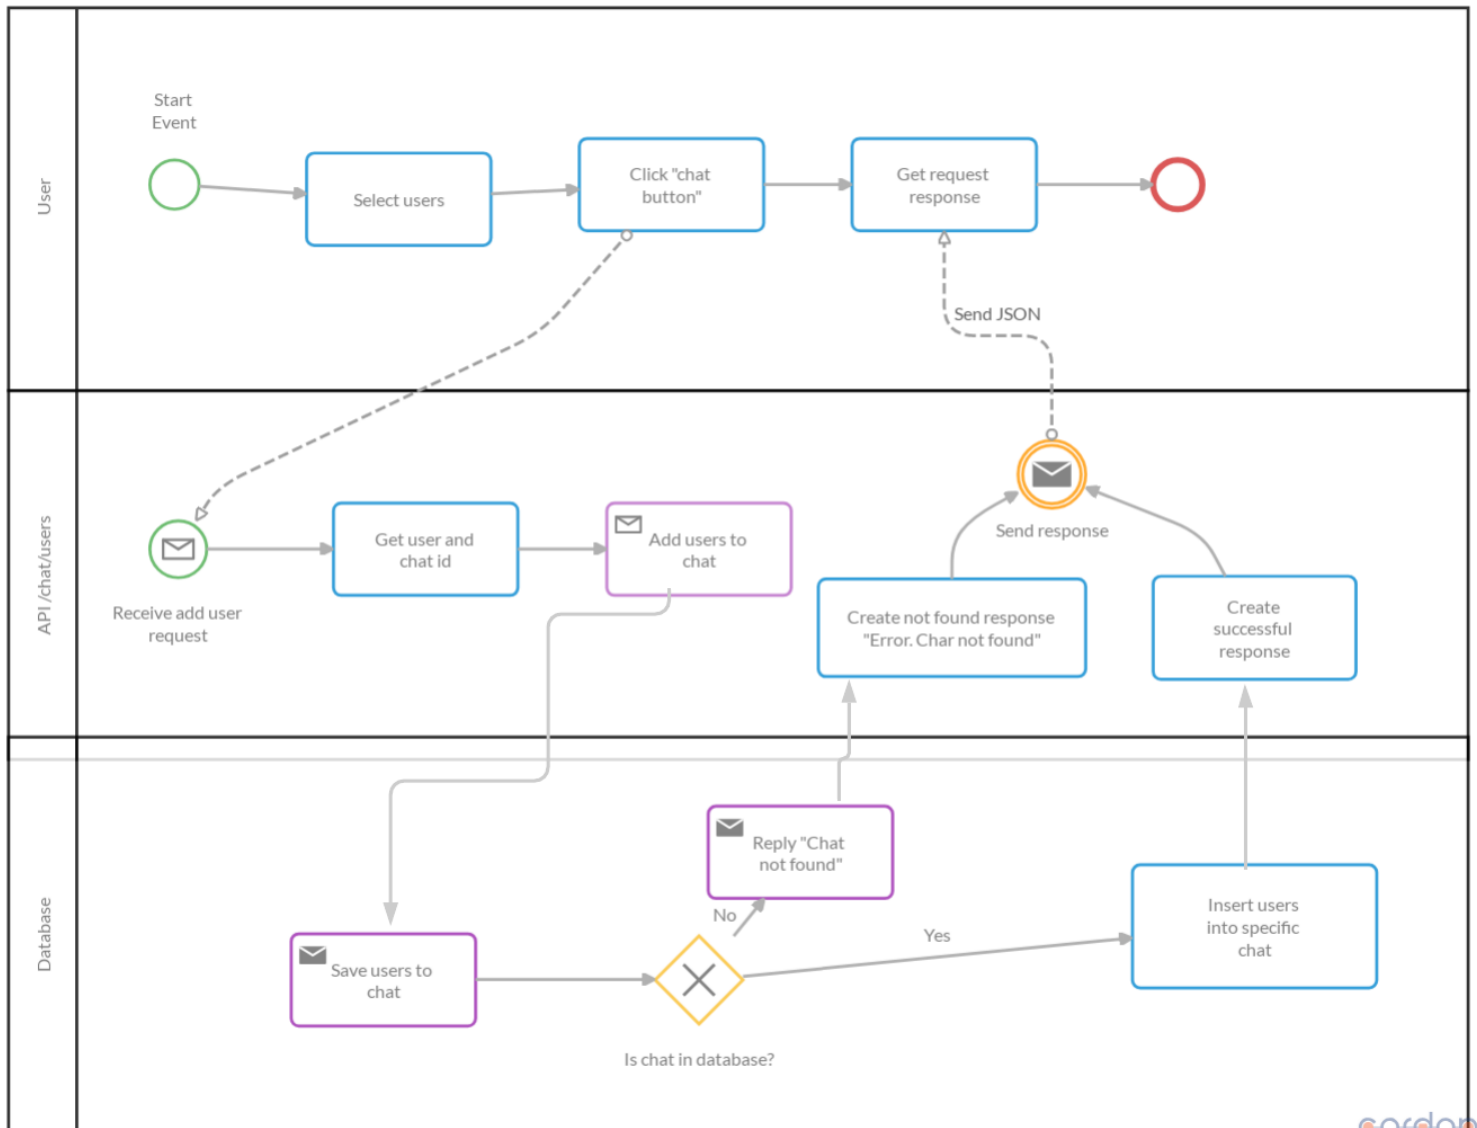 Start
Event
User
Select users
Click "chat
button"
Get request
response
Send JSON
API /chat/users
Receive add user
request
Get user and
chat id
Add users to
chat
Send response
Create not found response
"Error. Char not found"
Create
successful
response
Database
Save users to
chat
Reply "Chat
not found"
No
Yes
Is chat in database?
Insert users
into specific
chat